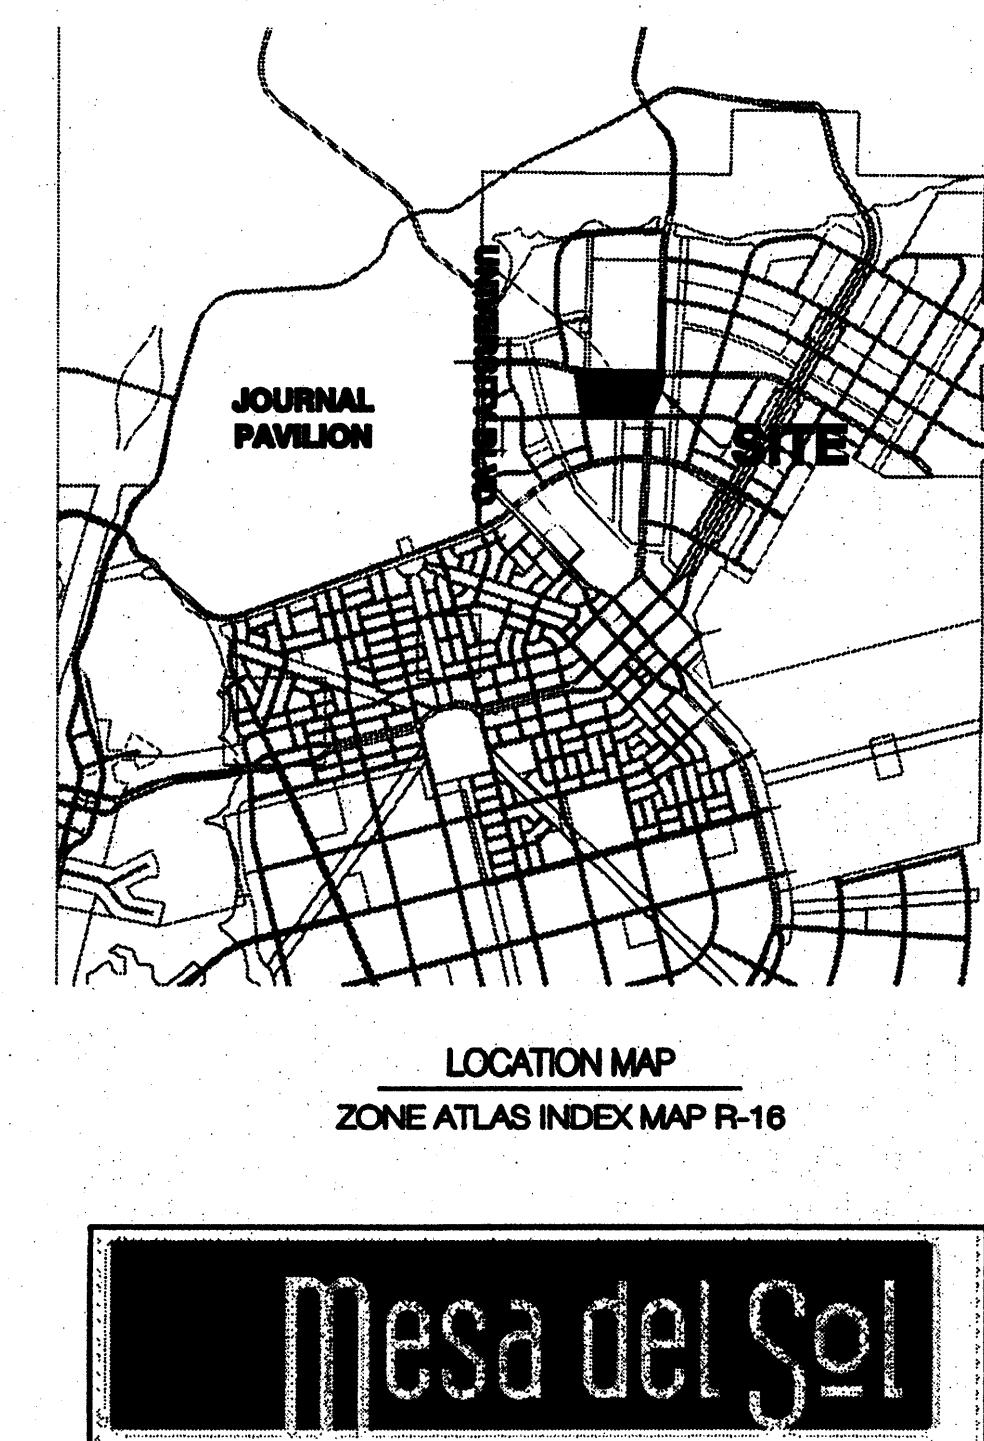 UNIVERSITY BLVD
JOURNAL
PAVILION
SITE
LOCATION MAP
ZONE ATLAS INDEX MAP R-16
Mesa del Sol